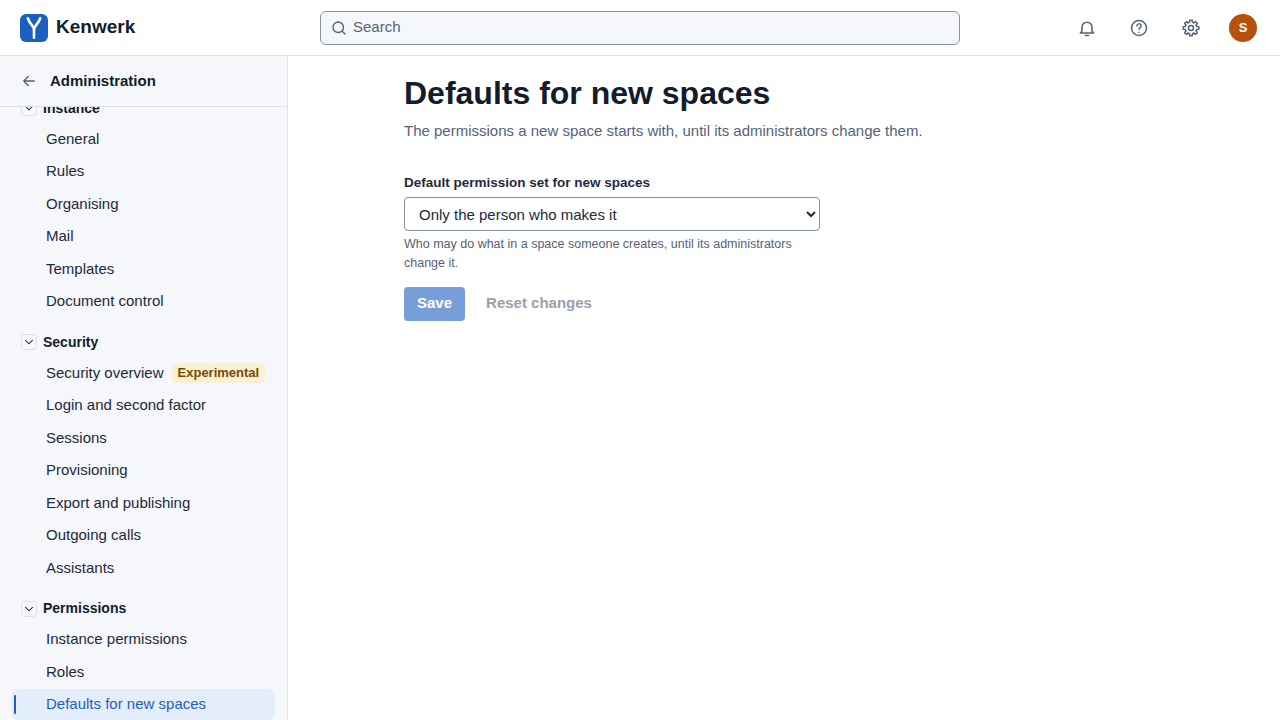 Kenwerk
Search
S
Administration
Instance
General
Rules
Organising
Mail
Templates
Document control
Security
Security overview Experimental
Login and second factor
Sessions
Provisioning
Export and publishing
Outgoing calls
Assistants
Permissions
Instance permissions
Roles
Defaults for new spaces
Defaults for new spaces
The permissions a new space starts with, until its administrators change them.
Default permission set for new spaces
Only the person who makes it
Who may do what in a space someone creates, until its administrators
change it.
Save Reset changes